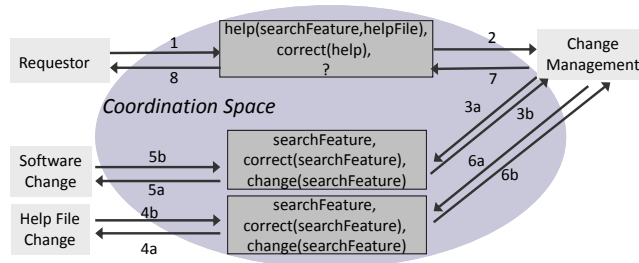 help(searchFeature,helpFile),
correct(help),
?
1
8
2
7
Requestor
Change
Management
Coordination Space
3a
3b
searchFeature,
correct(searchFeature),
change(searchFeature)
Software
Change
5b
5a
6a
6b
searchFeature,
correct(searchFeature),
change(searchFeature)
Help File
Change
4b
4a